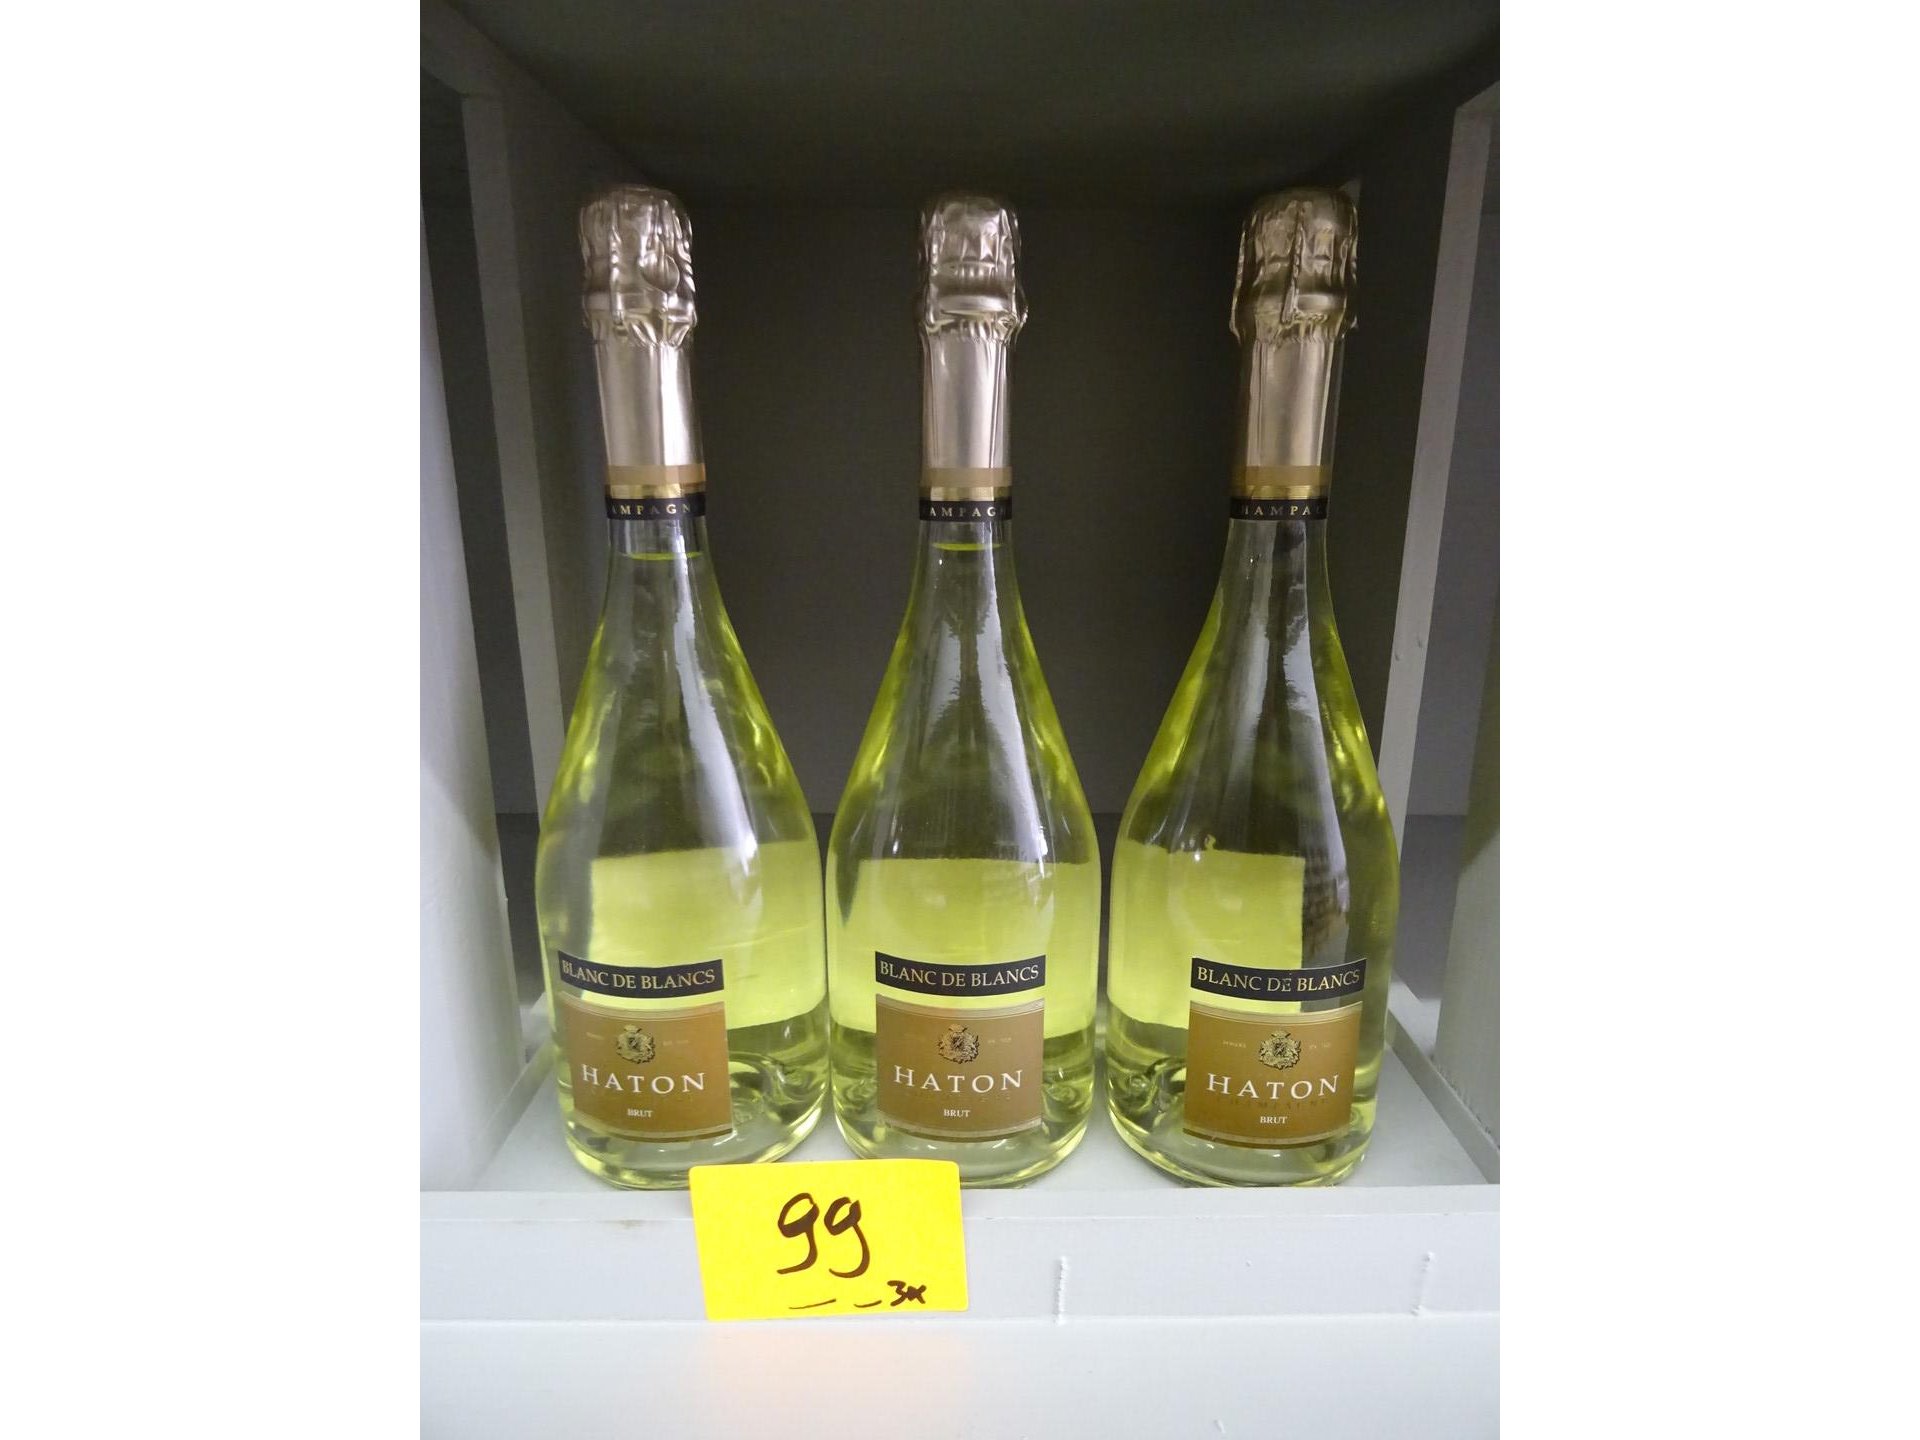 AMPAGN
AMPAGN
HAMPAG
BLANC DE BLANCS
HATON
BRUT
BLANC DE BLANCS
HATON
BRUT
BLANC DE BLANCS
HATON
BRUT
99
3x